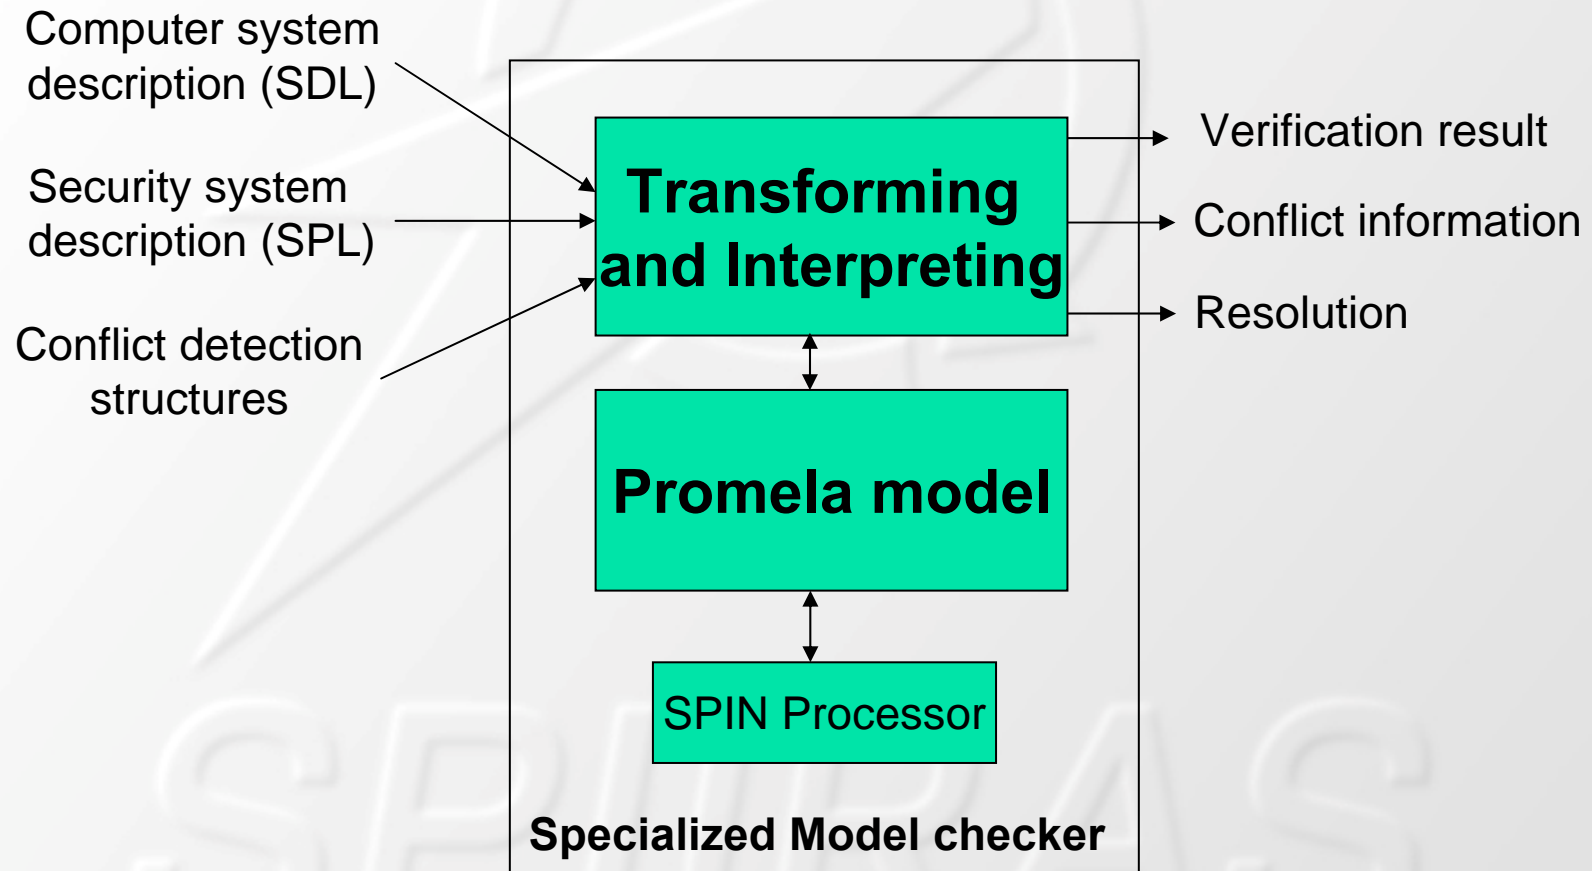 Computer system
description (SDL)
Security system
description (SPL)
Conflict detection
structures
Transforming
and Interpreting
Promela model
SPIN Processor
Specialized Model checker
Verification result
Conflict information
Resolution
SPIIRAS